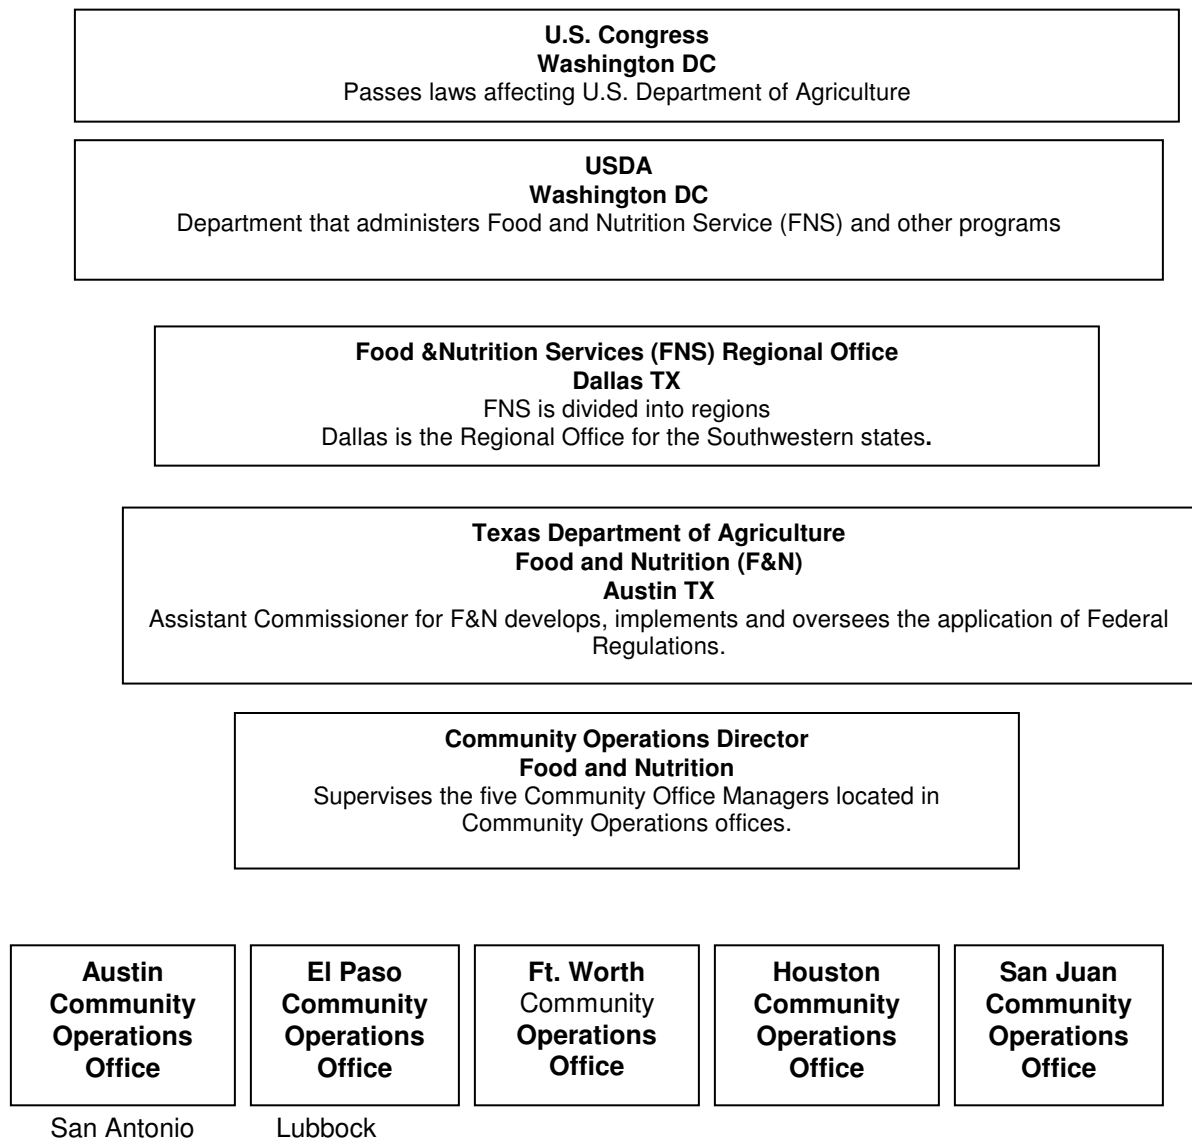 U.S. Congress
Washington DC
Passes laws affecting U.S. Department of Agriculture
USDA
Washington DC
Department that administers Food and Nutrition Service (FNS) and other programs
Food &Nutrition Services (FNS) Regional Office
Dallas TX
FNS is divided into regions
Dallas is the Regional Office for the Southwestern states.
Texas Department of Agriculture
Food and Nutrition (F&N)
Austin TX
Assistant Commissioner for F&N develops, implements and oversees the application of Federal
Regulations.
Community Operations Director
Food and Nutrition
Supervises the five Community Office Managers located in
Community Operations offices.
Austin
Community
Operations
Office
El Paso
Community
Operations
Office
Ft. Worth
Community
Operations
Office
Houston
Community
Operations
Office
San Juan
Community
Operations
Office
San Antonio
Lubbock